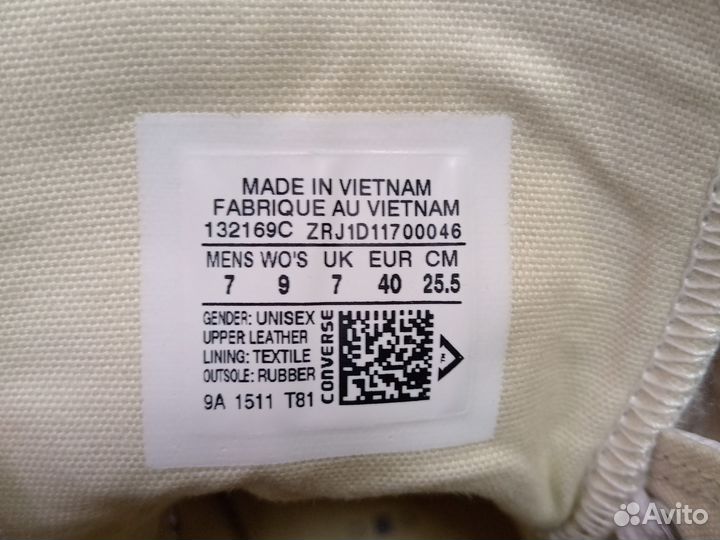 MADE IN VIETNAM
FABRIQUE AU VIETNAM
132169C ZRJ1D11700046
MENS WO'S UK EUR CM
7 9 7 40 25.5
GENDER: UNISEX
UPPER: LEATHER
LINING: TEXTILE
OUTSOLE: RUBBER
9A 1511 T81
CONVERSE
TM
Avito